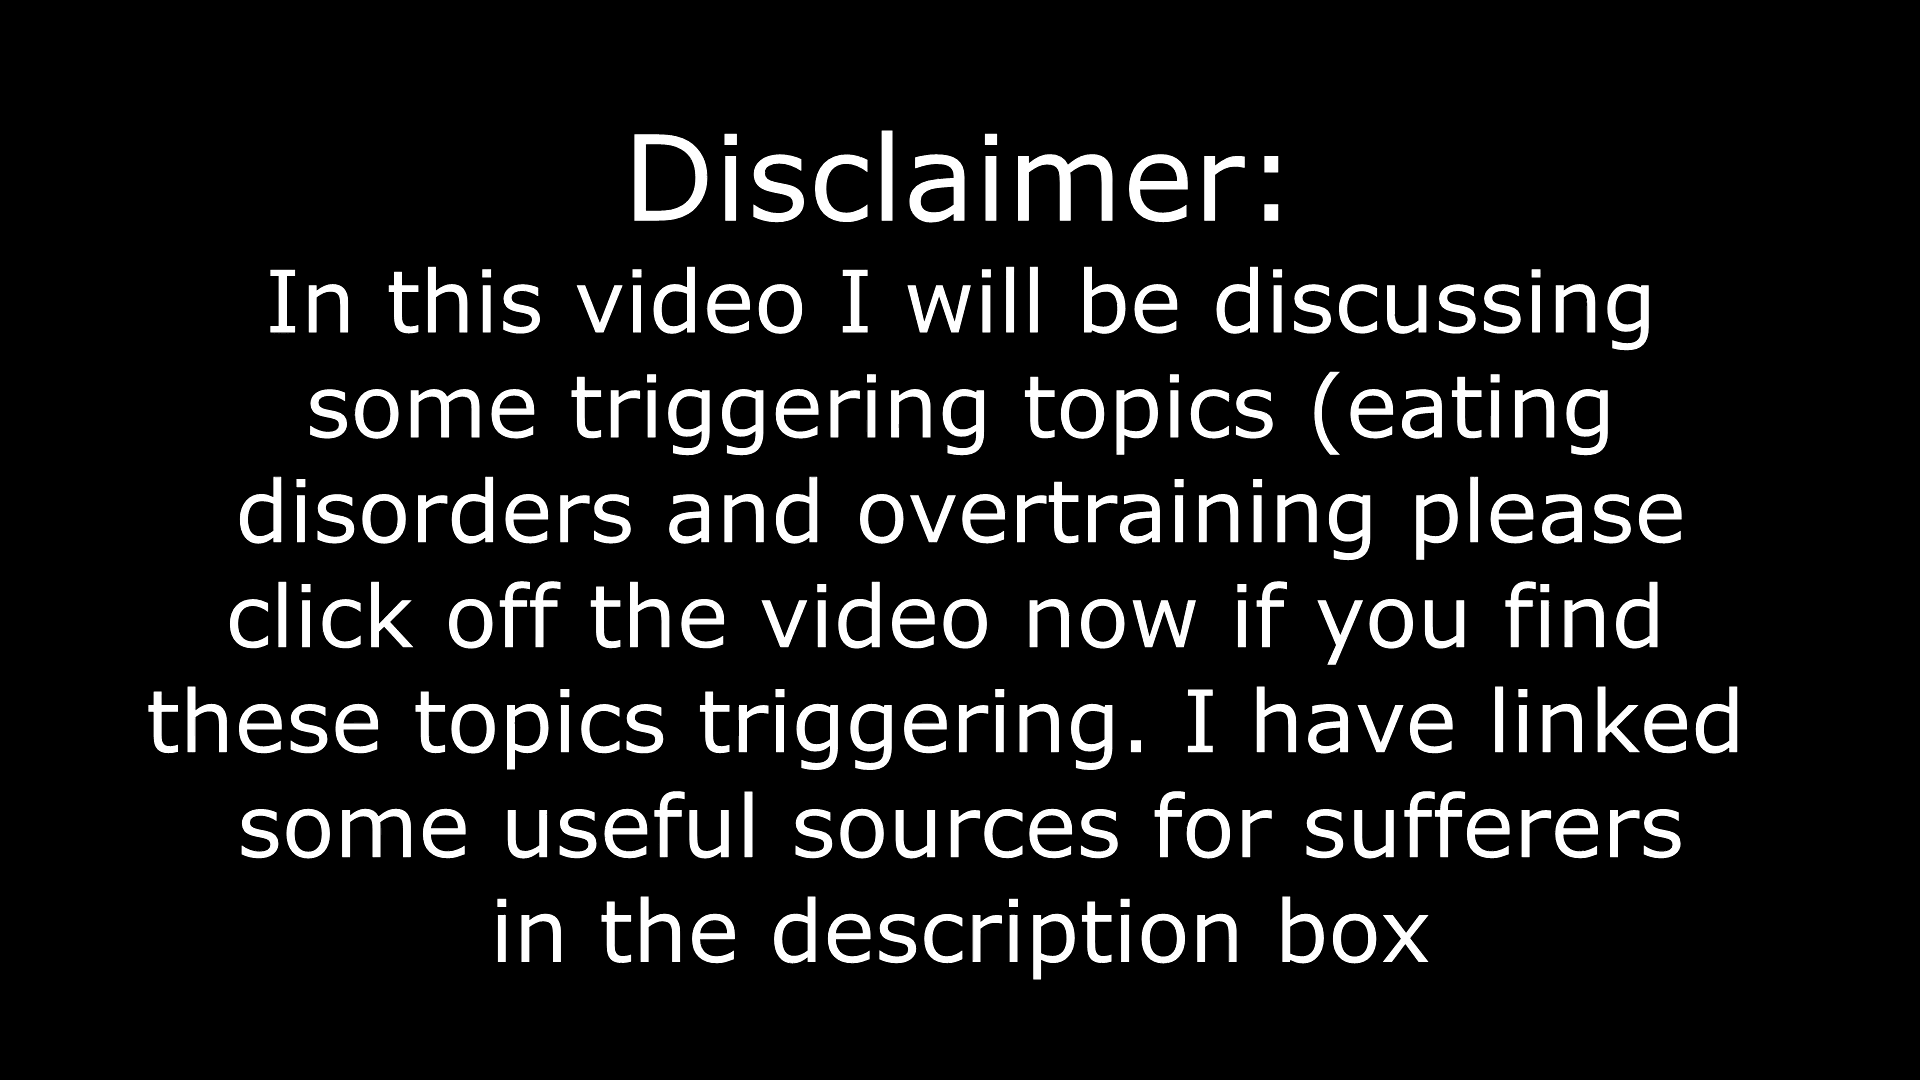 Disclaimer:
In this video I will be discussing
some triggering topics (eating
disorders and overtraining please
click off the video now if you find
these topics triggering. I have linked
some useful sources for sufferers
in the description box